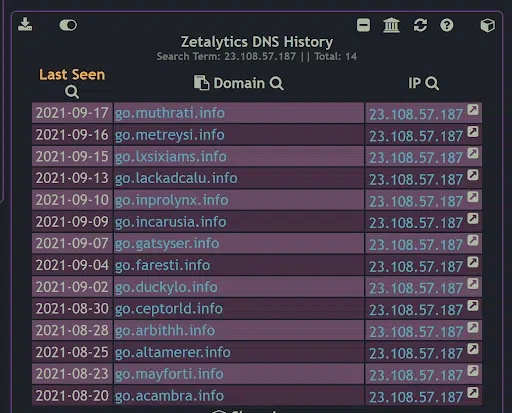 Zetalytics DNS History
Search Term: 23.108.57.187 || Total: 14
Last Seen Domain IP
2021-09-17 go.muthrati.info 23.108.57.187
2021-09-16 go.metreysi.info 23.108.57.187
2021-09-15 go.lxsixiams.info 23.108.57.187
2021-09-13 go.lackadcalu.info 23.108.57.187
2021-09-10 go.inprolynx.info 23.108.57.187
2021-09-09 go.incarusia.info 23.108.57.187
2021-09-07 go.gatsyser.info 23.108.57.187
2021-09-04 go.faresti.info 23.108.57.187
2021-09-02 go.duckylo.info 23.108.57.187
2021-08-30 go.ceptorld.info 23.108.57.187
2021-08-28 go.arbithh.info 23.108.57.187
2021-08-25 go.altamerer.info 23.108.57.187
2021-08-23 go.mayforti.info 23.108.57.187
2021-08-20 go.acambra.info 23.108.57.187